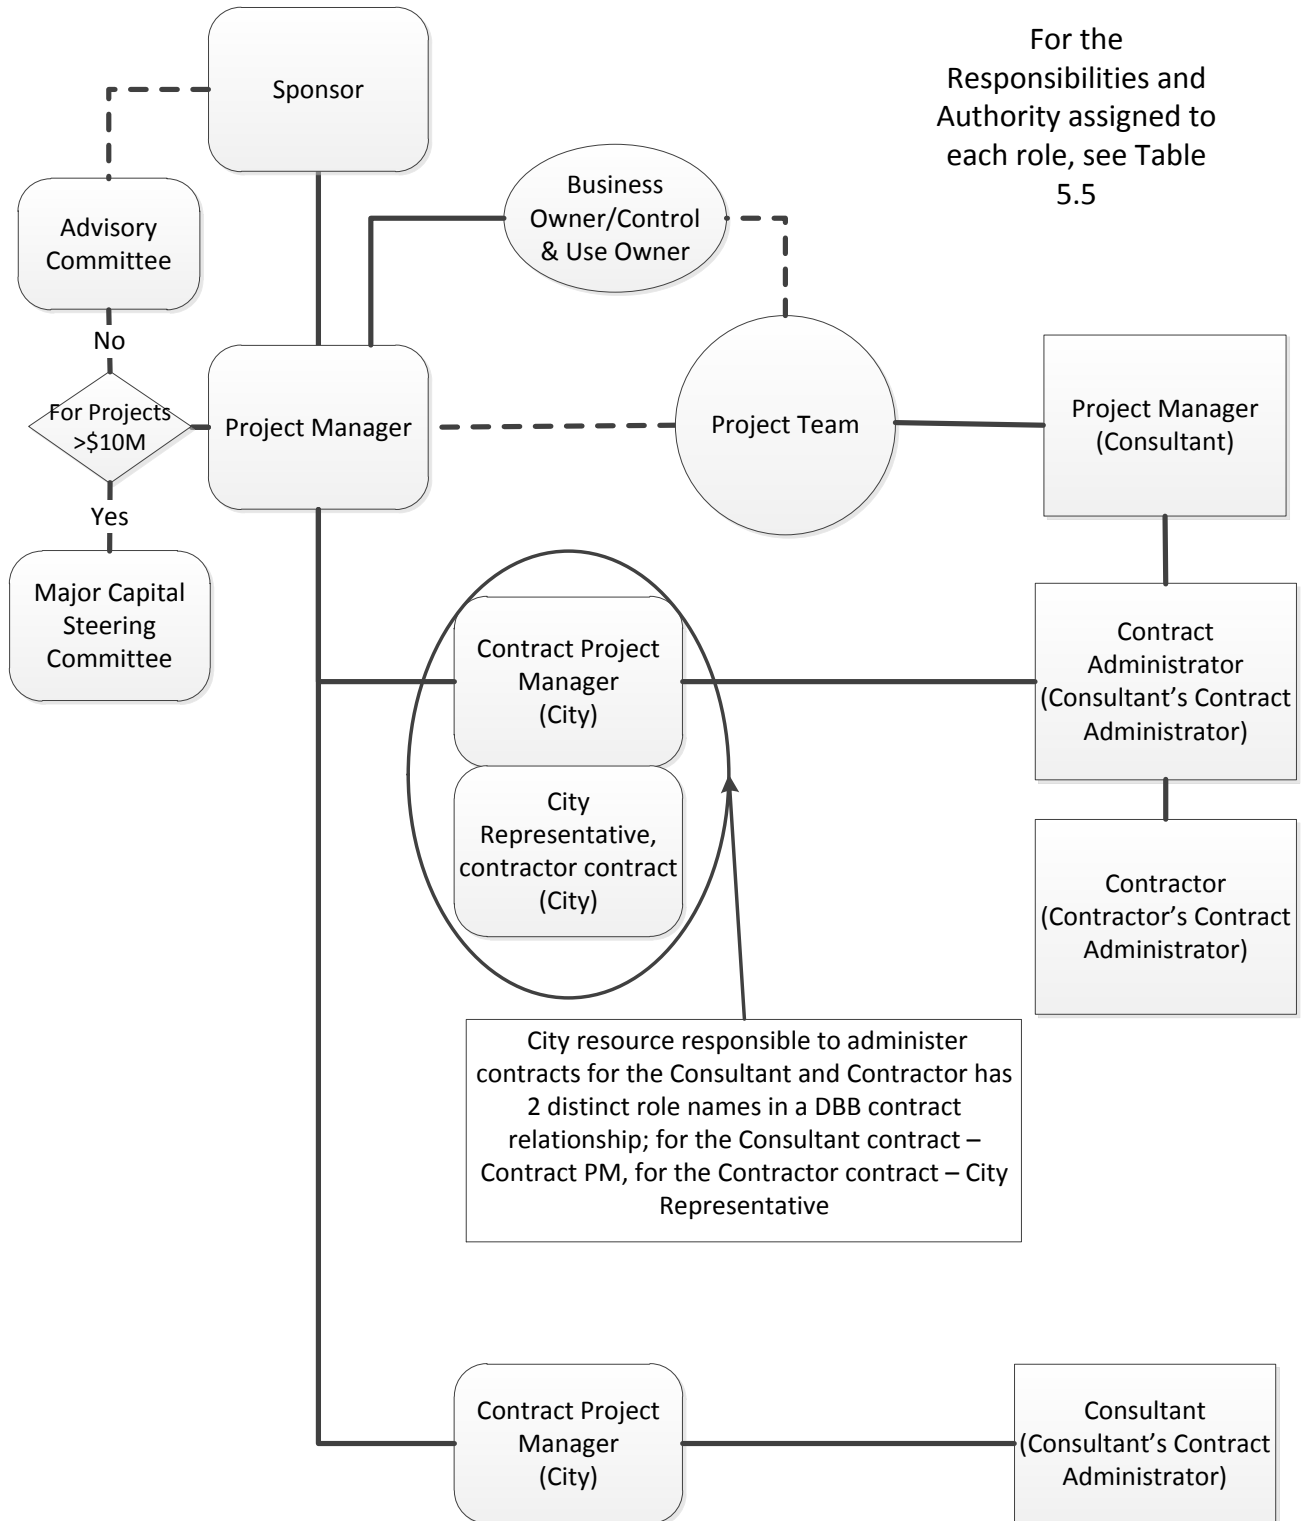 For the
Responsibilities and
Authority assigned to
each role, see Table
5.5
Sponsor
Business
Owner/Control
& Use Owner
Advisory
Committee
No
For Projects
>$10M
Yes
Major Capital
Steering
Committee
Project Manager
Project Team
Project Manager
(Consultant)
Contract Project
Manager
(City)
City
Representative,
contractor contract
(City)
Contract
Administrator
(Consultant’s Contract
Administrator)
Contractor
(Contractor’s Contract
Administrator)
City resource responsible to administer
contracts for the Consultant and Contractor has
2 distinct role names in a DBB contract
relationship; for the Consultant contract –
Contract PM, for the Contractor contract – City
Representative
Contract Project
Manager
(City)
Consultant
(Consultant’s Contract
Administrator)